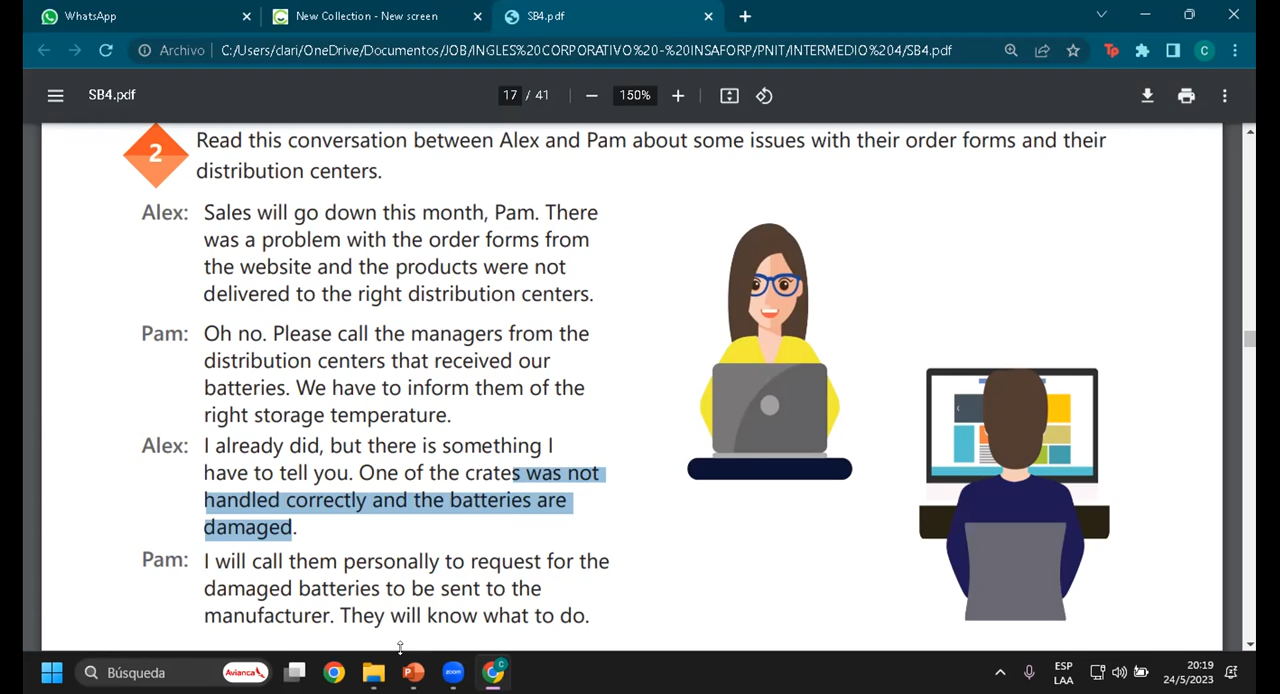 WhatsApp
New Collection - New screen
SB4.pdf
Archivo
C:/Users/clari/OneDrive/Documentos/JOB/INGLES%20CORPORATIVO%20-%20INSAFORP/PNIT/INTERMEDIO%204/SB4.pdf
Tp
C
SB4.pdf
17 / 41
150%
2
Read this conversation between Alex and Pam about some issues with their order forms and their
distribution centers.
Alex: Sales will go down this month, Pam. There
was a problem with the order forms from
the website and the products were not
delivered to the right distribution centers.
Pam: Oh no. Please call the managers from the
distribution centers that received our
batteries. We have to inform them of the
right storage temperature.
Alex: I already did, but there is something I
have to tell you. One of the crates was not
handled correctly and the batteries are
damaged.
Pam: I will call them personally to request for the
damaged batteries to be sent to the
manufacturer. They will know what to do.
Búsqueda
Avianca
zoom
C
ESP
LAA
20:19
24/5/2023